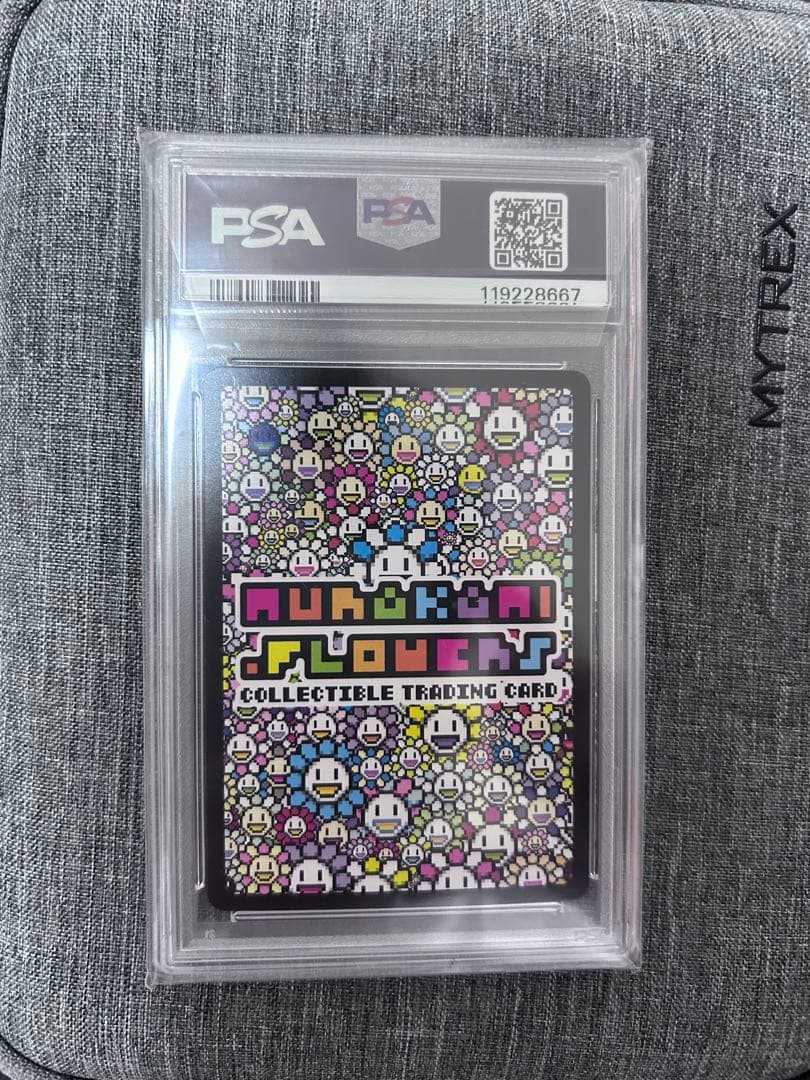 PSA
PSA
119228667
MURAKAMI
.FLOWERS
COLLECTIBLE TRADING CARD
MYTREX